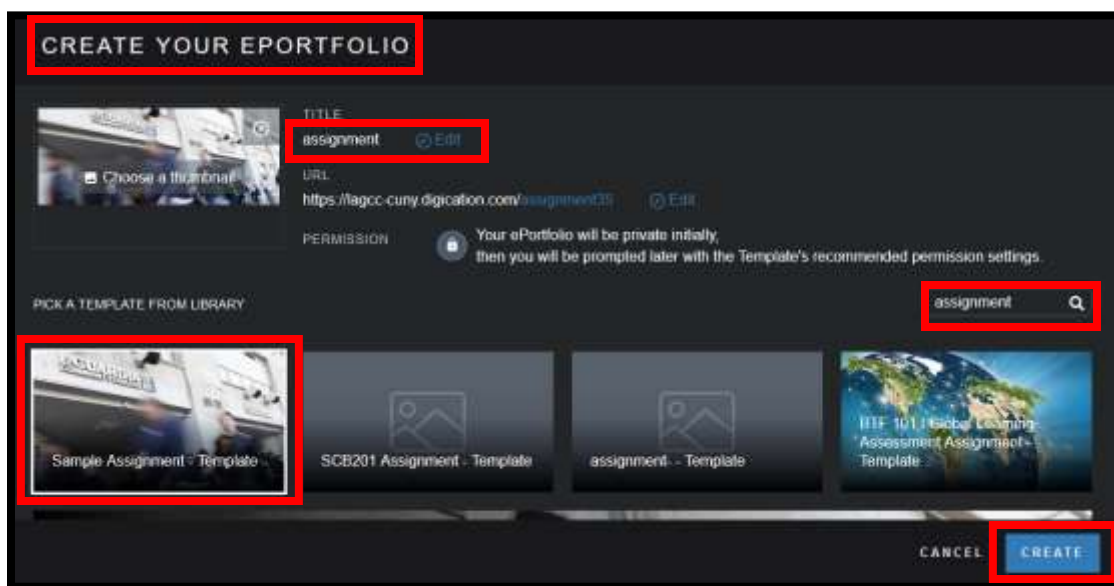 CREATE YOUR EPORTFOLIO
TITLE
assignment Edit
Choose a thumbnail
URL
https://lagcc-cuny.digication.com/assignment35 Edit
PERMISSION
Your ePortfolio will be private initially,
then you will be prompted later with the Template's recommended permission settings.
PICK A TEMPLATE FROM LIBRARY
assignment
Sample Assignment - Template
SCB201 Assignment - Template
assignment- - Template
Global Learning
Assessment Assignment -
Template
CANCEL
CREATE